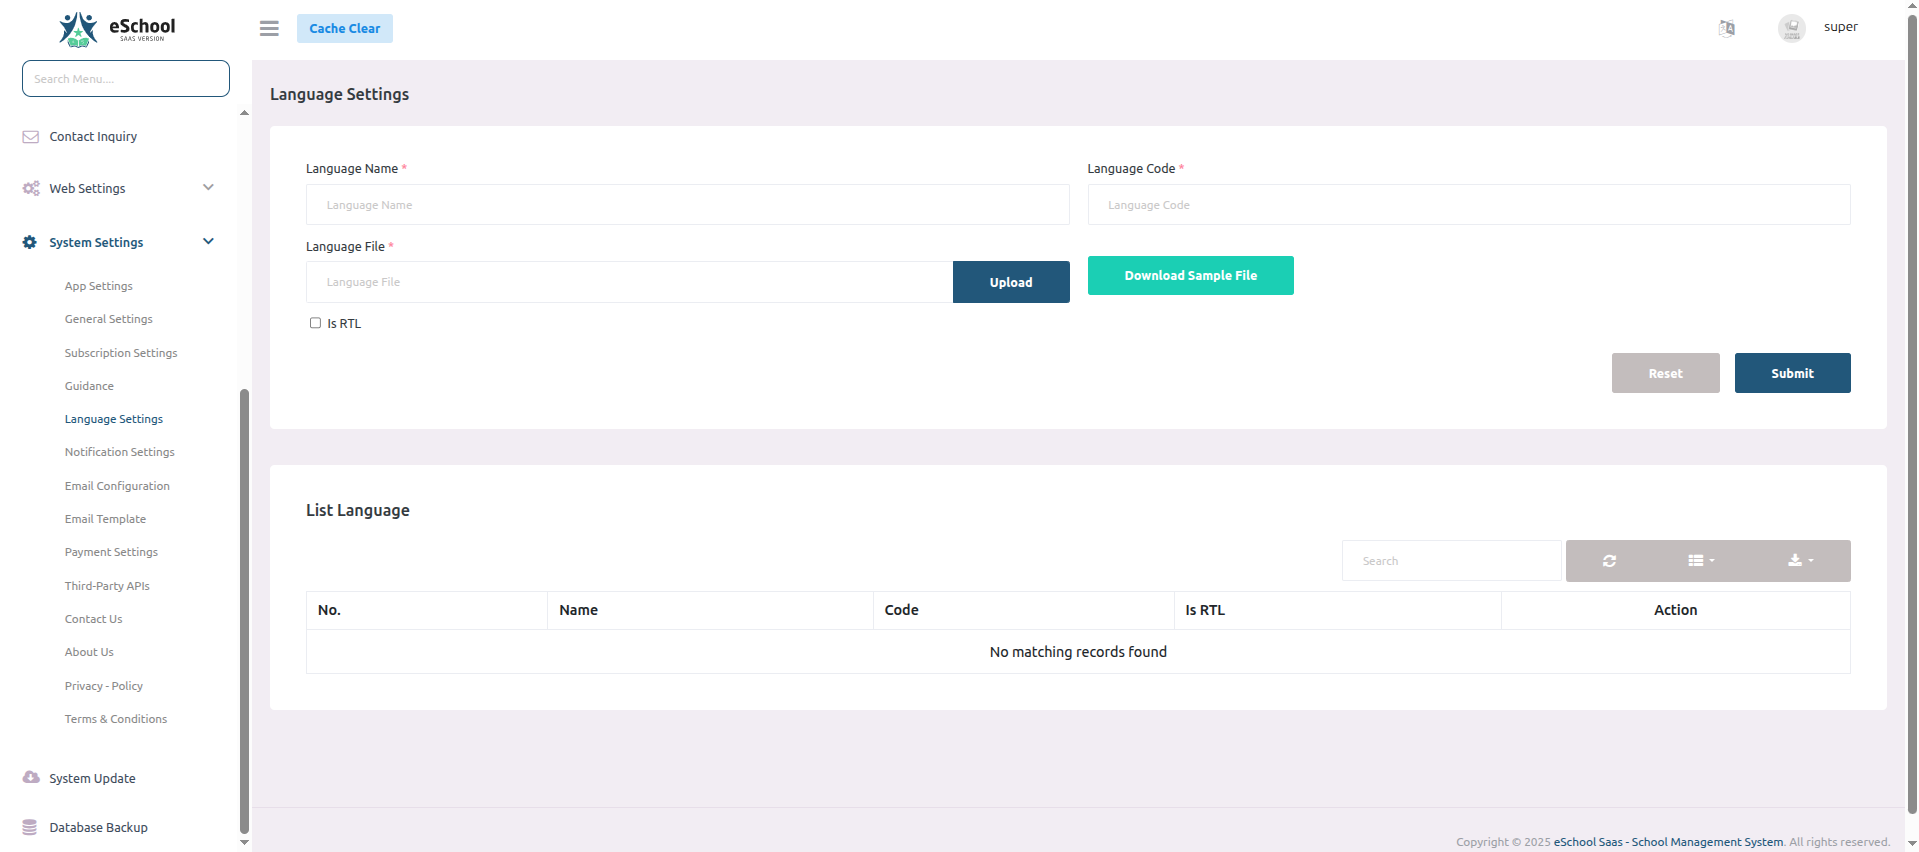 eSchool
SAAS VERSION
Cache Clear
super
Search Menu....
Contact Inquiry
Web Settings
System Settings
App Settings
General Settings
Subscription Settings
Guidance
Language Settings
Notification Settings
Email Configuration
Email Template
Payment Settings
Third-Party APIs
Contact Us
About Us
Privacy - Policy
Terms & Conditions
System Update
Database Backup
Language Settings
Language Name *
Language Name
Language Code *
Language Code
Language File *
Language File
Upload
Download Sample File
Is RTL
Reset
Submit
List Language
Search
No. Name Code Is RTL Action
No matching records found
Copyright © 2025 eSchool Saas - School Management System. All rights reserved.